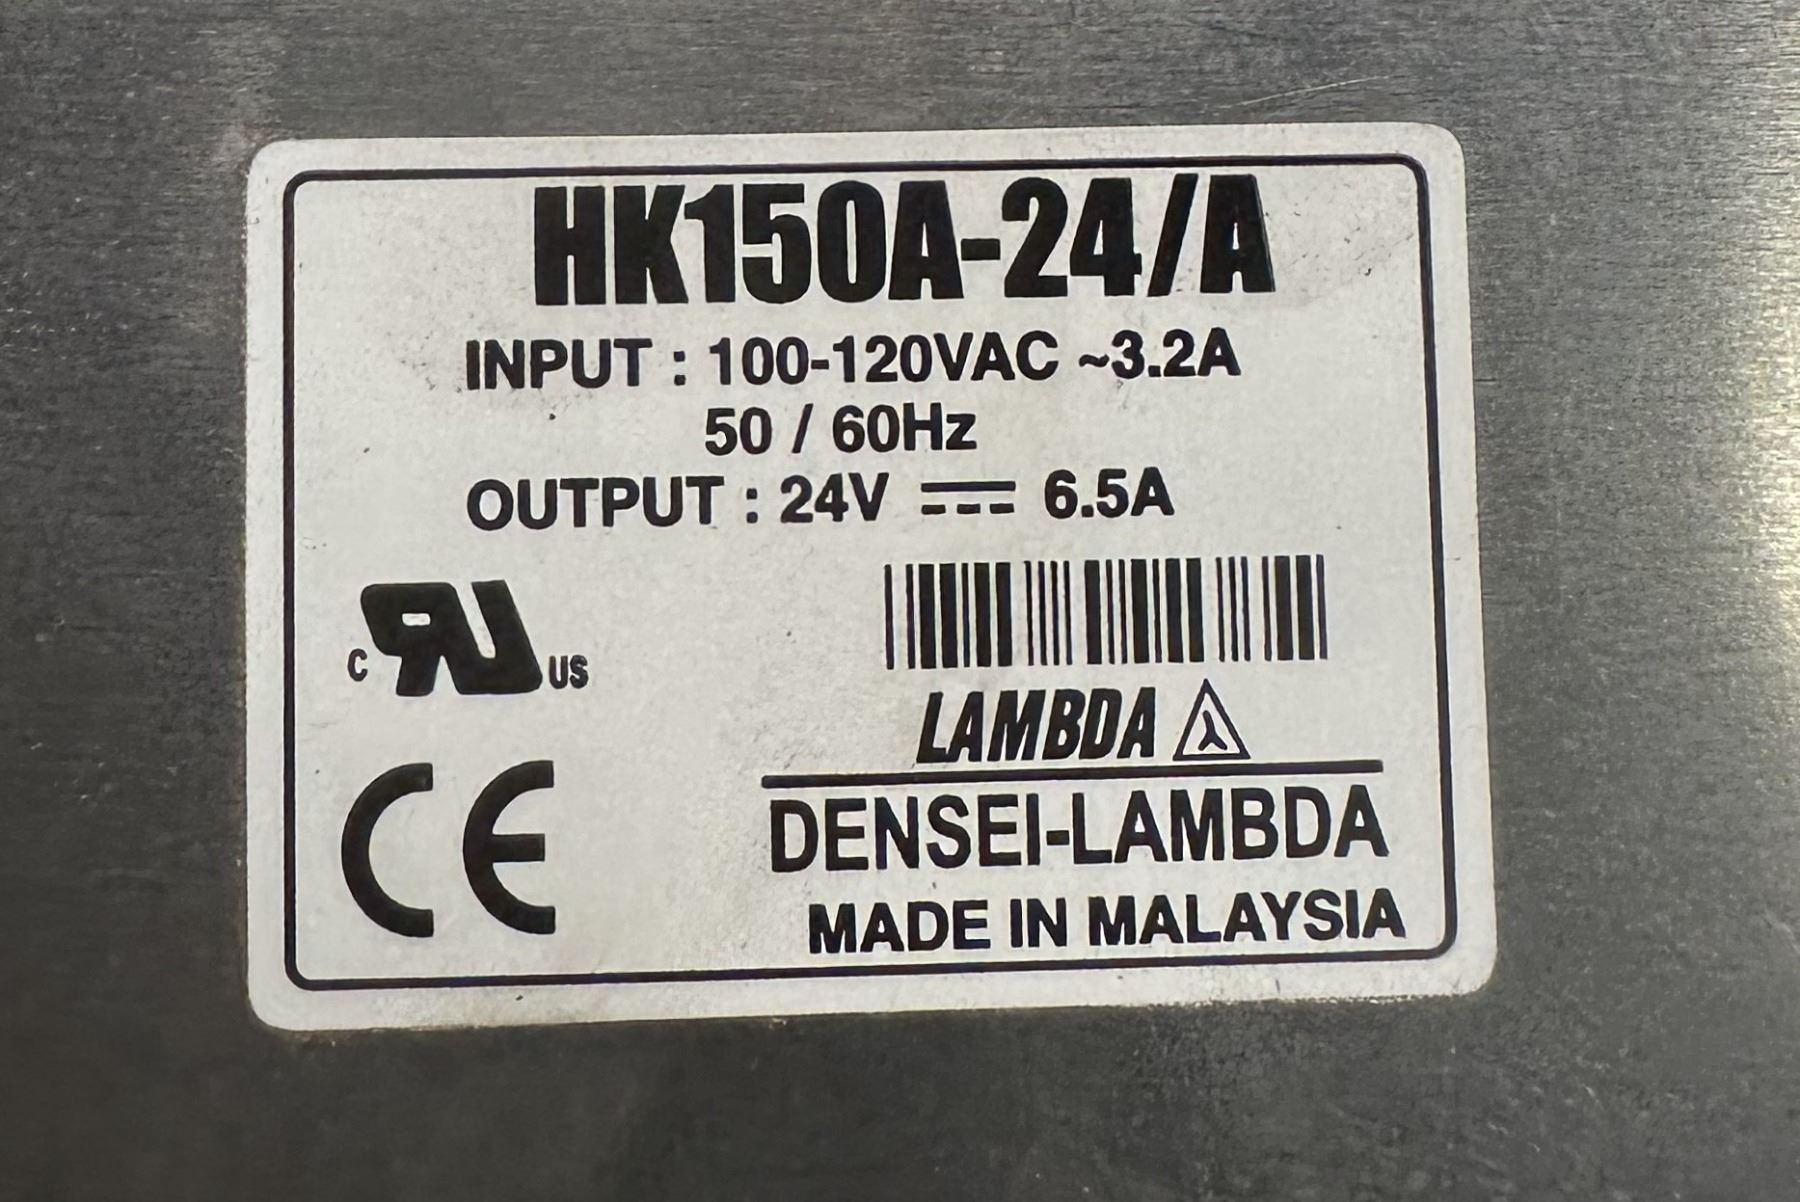 HK150A-24/A
INPUT : 100-120VAC ~3.2A
50 / 60Hz
OUTPUT : 24V ⎓ 6.5A
C RU US
LAMBDA λ
CE
DENSEI-LAMBDA
MADE IN MALAYSIA